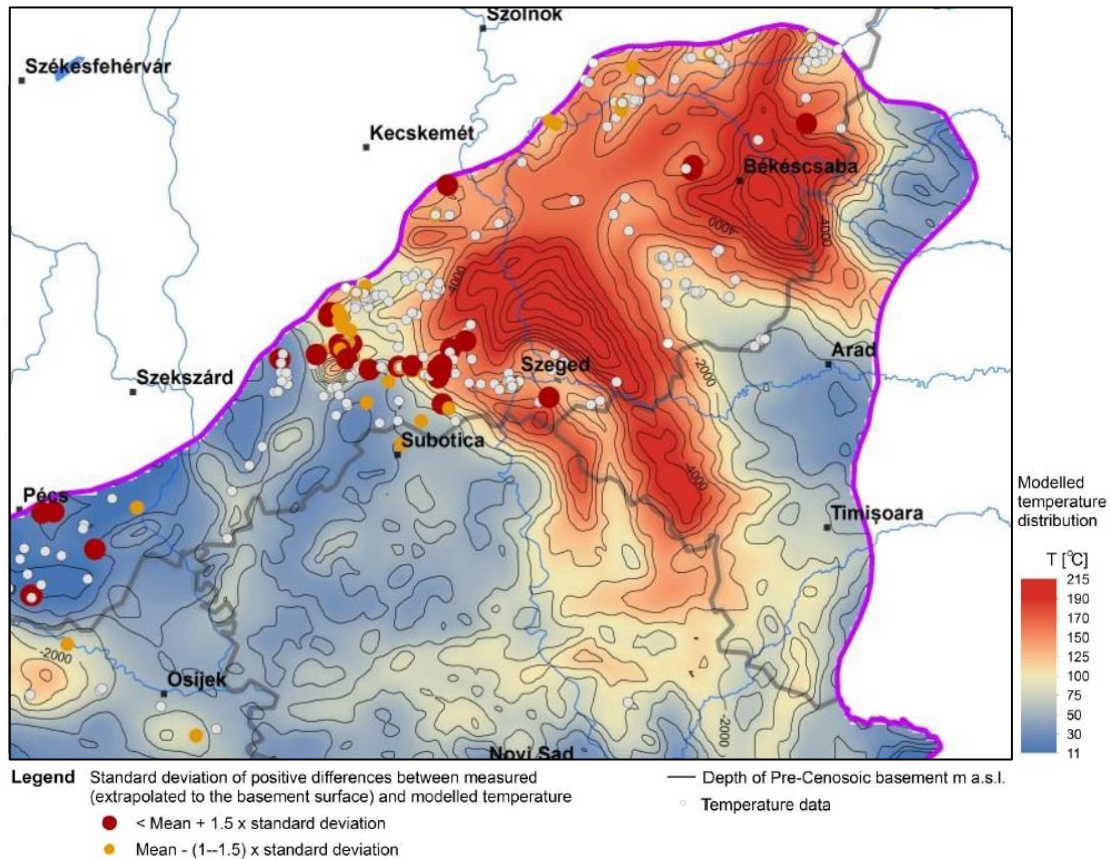 Szolnok
Székesfehérvár
Kecskemét
Békéscsaba
-4000
-4000
-4000
Szeged
-2000
Arad
Szekszárd
Subotica
-4000
Pécs
Timișoara
-2000
Osijek
-2000
Novi Sad
Modelled
temperature
distribution
T [°C]
215
190
170
150
125
100
75
50
30
11
Legend Standard deviation of positive differences between measured
(extrapolated to the basement surface) and modelled temperature
< Mean + 1.5 x standard deviation
Mean - (1--1.5) x standard deviation
Depth of Pre-Cenosoic basement m a.s.l.
Temperature data